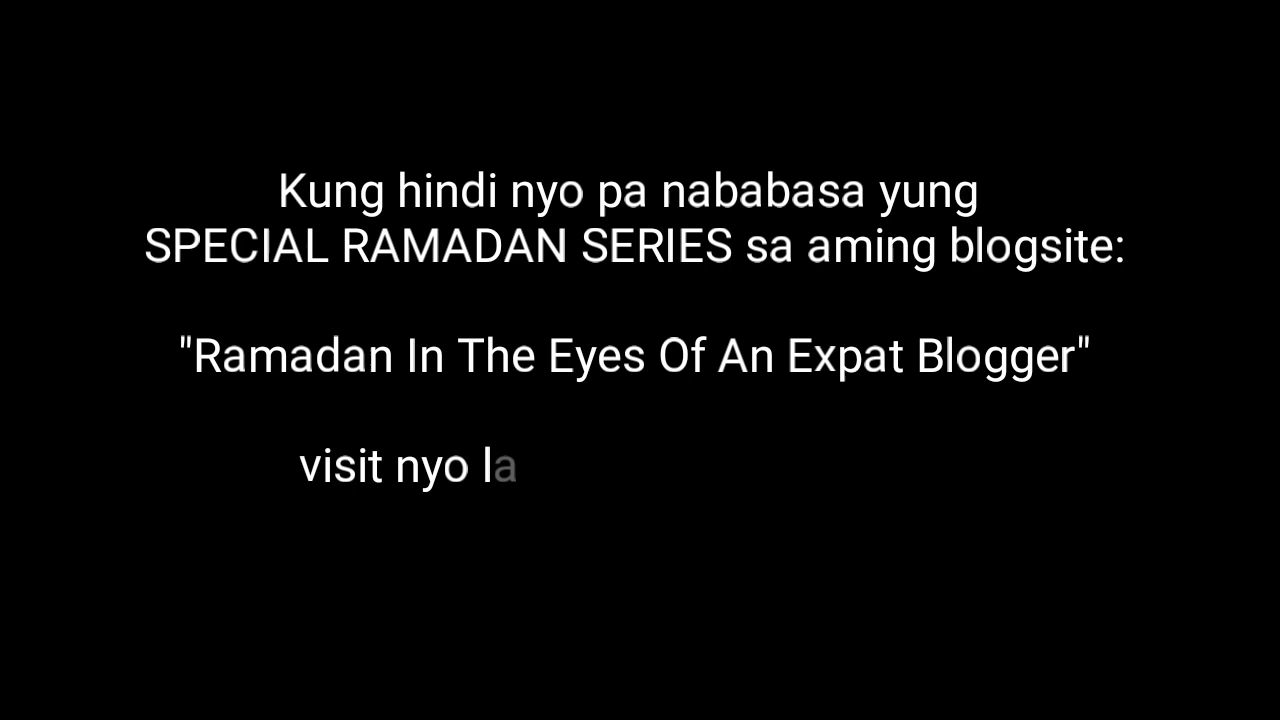 Kung hindi nyo pa nababasa yung
SPECIAL RAMADAN SERIES sa aming blogsite:
"Ramadan In The Eyes Of An Expat Blogger"
visit nyo la